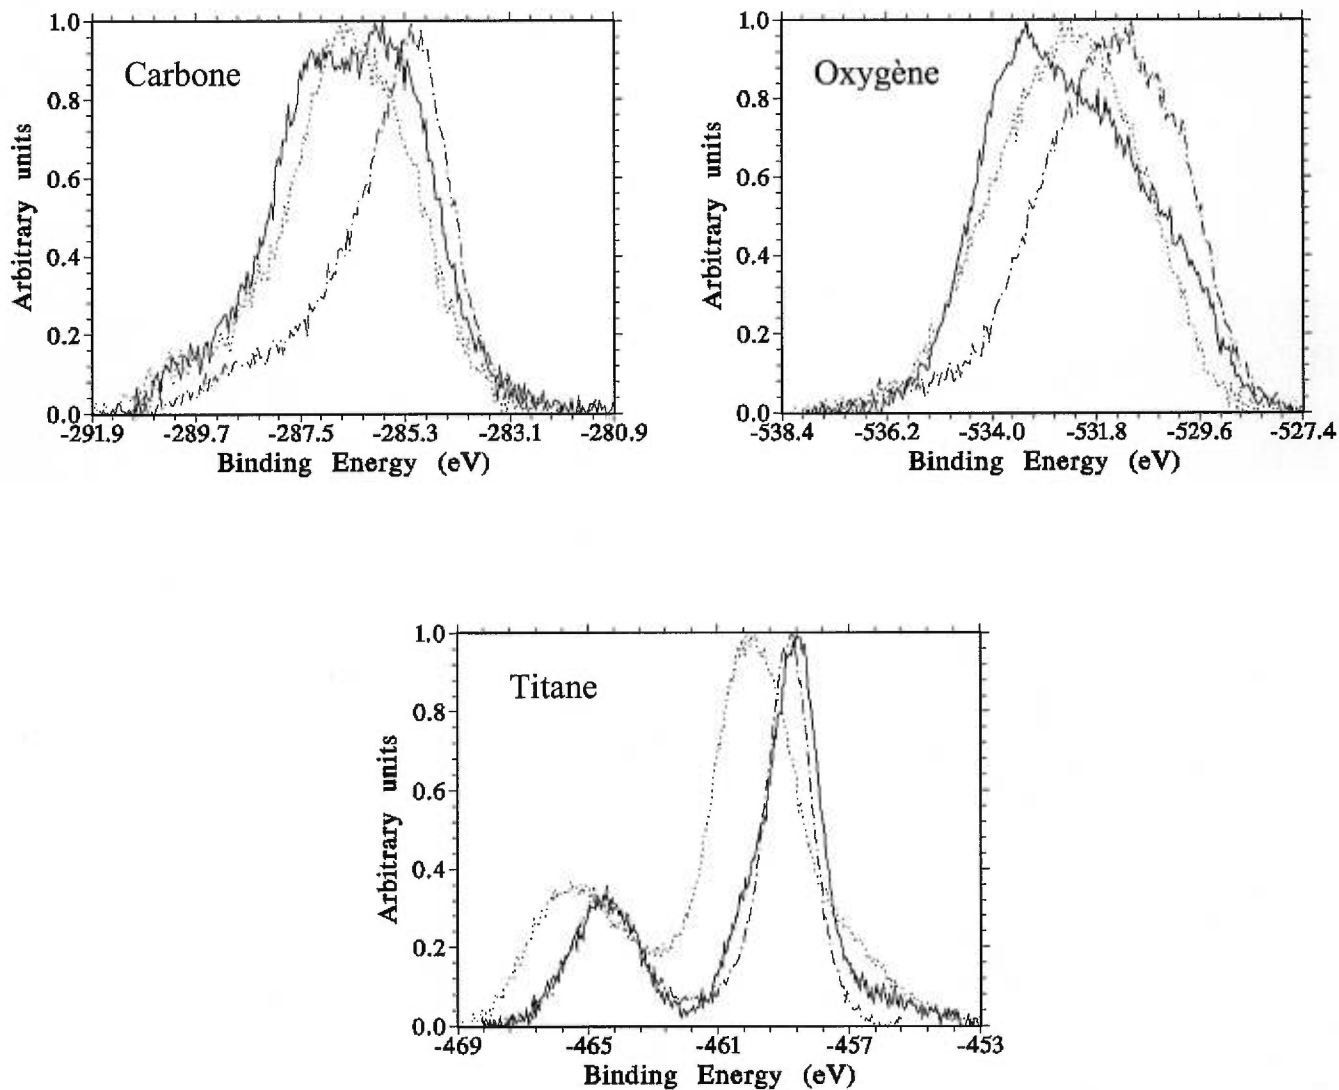 Carbone
Arbitrary units
1.0
0.8
0.6
0.4
0.2
0.0
-291.9 -289.7 -287.5 -285.3 -283.1 -280.9
Binding Energy (eV)
Oxygène
Arbitrary units
1.0
0.8
0.6
0.4
0.2
0.0
-538.4 -536.2 -534.0 -531.8 -529.6 -527.4
Binding Energy (eV)
Titane
Arbitrary units
1.0
0.8
0.6
0.4
0.2
0.0
-469 -465 -461 -457 -453
Binding Energy (eV)